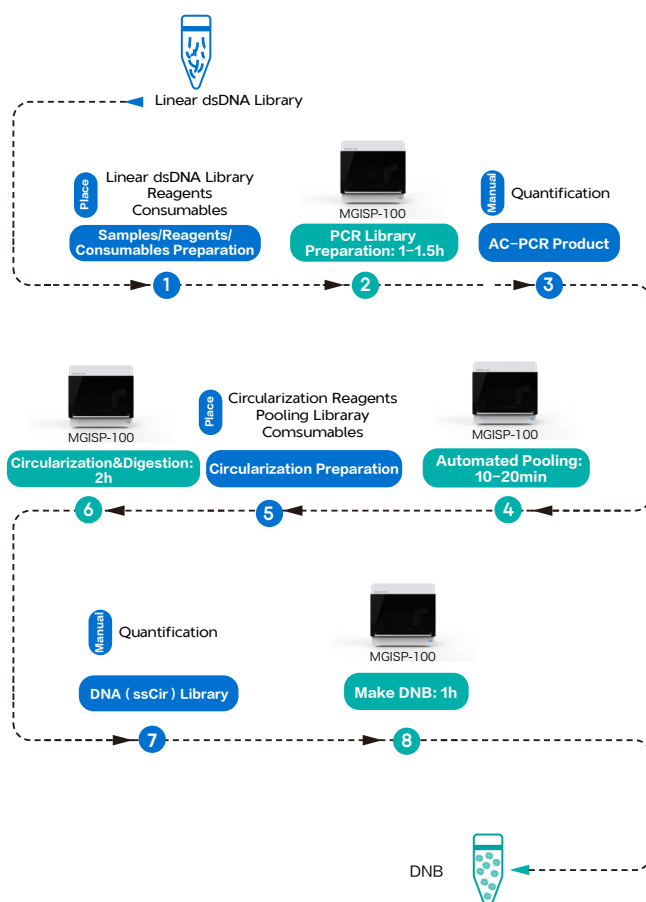 Linear dsDNA Library
Place
Linear dsDNA Library
Reagents
Consumables
Samples/Reagents/
Consumables Preparation
1
MGISP-100
PCR Library
Preparation: 1-1.5h
2
Manual
Quantification
AC-PCR Product
3
MGISP-100
Circularization&Digestion:
2h
6
Place
Circularization Reagents
Pooling Libraray
Comsumables
Circularization Preparation
5
MGISP-100
Automated Pooling:
10-20min
4
Manual
Quantification
DNA ( ssCir ) Library
7
MGISP-100
Make DNB: 1h
8
DNB